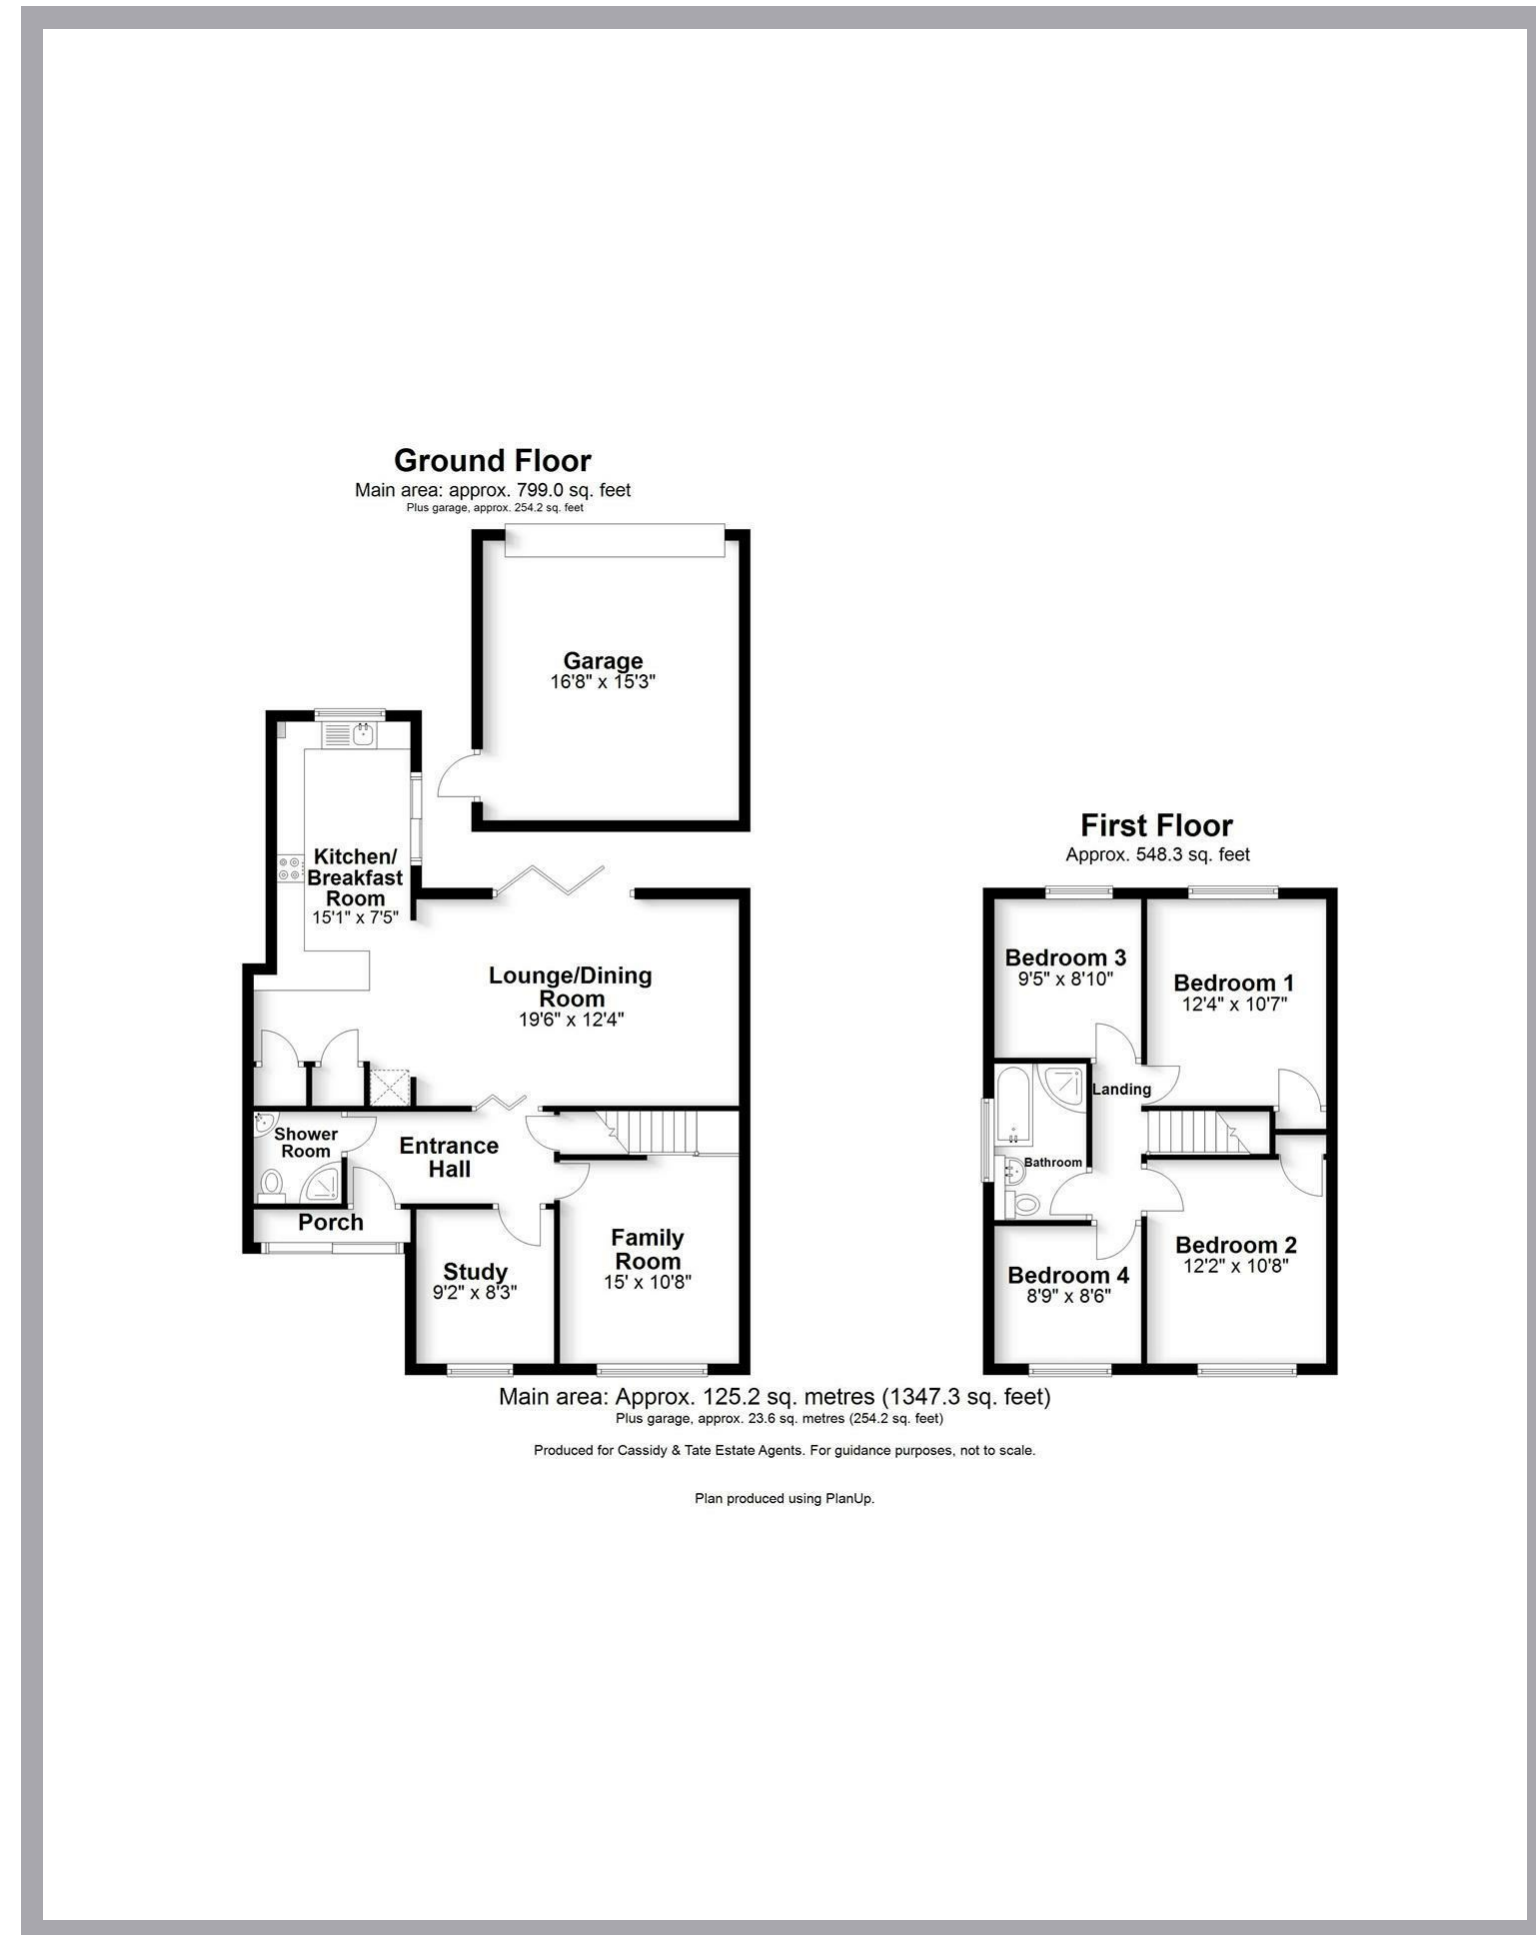 Ground Floor
Main area: approx. 799.0 sq. feet
Plus garage, approx. 254.2 sq. feet
Garage
16'8" x 15'3"
Kitchen/
Breakfast
Room
15'1" x 7'5"
Lounge/Dining
Room
19'6" x 12'4"
Shower
Room
Entrance
Hall
Porch
Study
9'2" x 8'3"
Family
Room
15' x 10'8"
First Floor
Approx. 548.3 sq. feet
Bedroom 3
9'5" x 8'10"
Bedroom 1
12'4" x 10'7"
Landing
Bathroom
Bedroom 2
12'2" x 10'8"
Bedroom 4
8'9" x 8'6"
Main area: Approx. 125.2 sq. metres (1347.3 sq. feet)
Plus garage, approx. 23.6 sq. metres (254.2 sq. feet)
Produced for Cassidy & Tate Estate Agents. For guidance purposes, not to scale.
Plan produced using PlanUp.